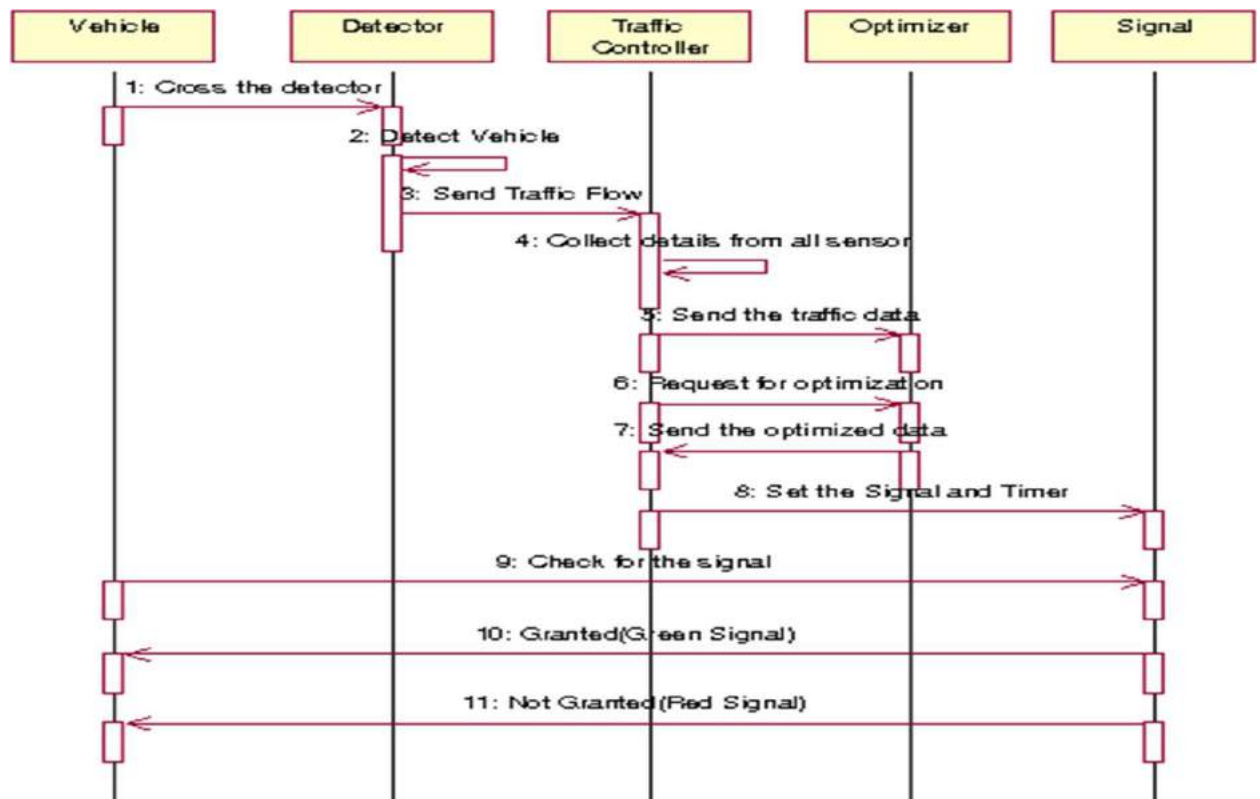 Vehicle
Detector
Traffic
Controller
Optimizer
Signal
1: Cross the detector
2: Detect Vehicle
3: Send Traffic Flow
4: Collect details from all sensor
5: Send the traffic data
6: Request for optimization
7: Send the optimized data
8: Set the Signal and Timer
9: Check for the signal
10: Granted(Green Signal)
11: Not Granted(Red Signal)